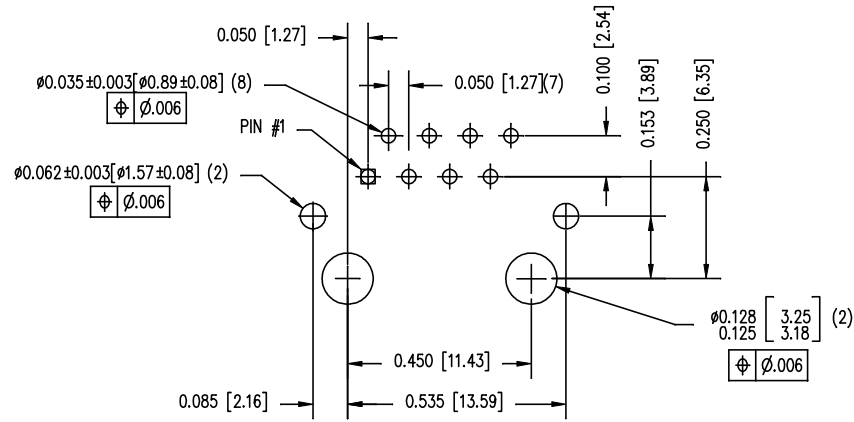 0.050 [1.27]
0.100 [2.54]
ø0.035±0.003[ø0.89±0.08] (8)
0.050 [1.27](7)
0.153 [3.89]
0.250 [6.35]
⌖ Ø.006
PIN #1
ø0.062±0.003[ø1.57±0.08] (2)
⌖ Ø.006
ø0.128 [ 3.25 ] (2)
0.125 [ 3.18 ]
⌖ Ø.006
0.450 [11.43]
0.085 [2.16]
0.535 [13.59]